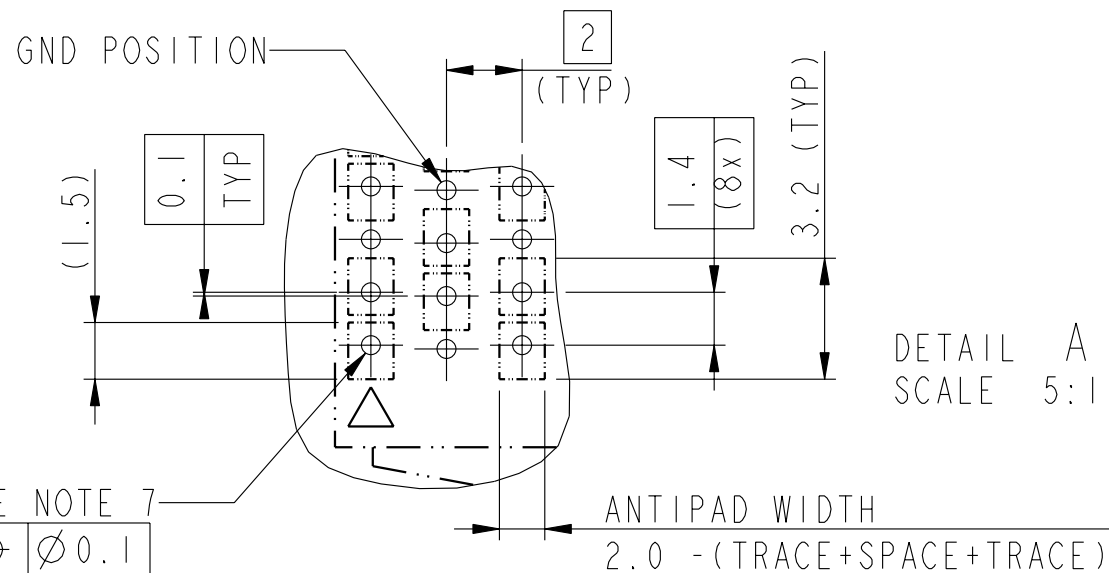 GND POSITION
2
(TYP)
0.1
TYP
1.4
(8x)
3.2 (TYP)
(1.5)
DETAIL A
SCALE 5:1
NOTE 7
Ø0.1
ANTIPAD WIDTH
2.0 -(TRACE+SPACE+TRACE)